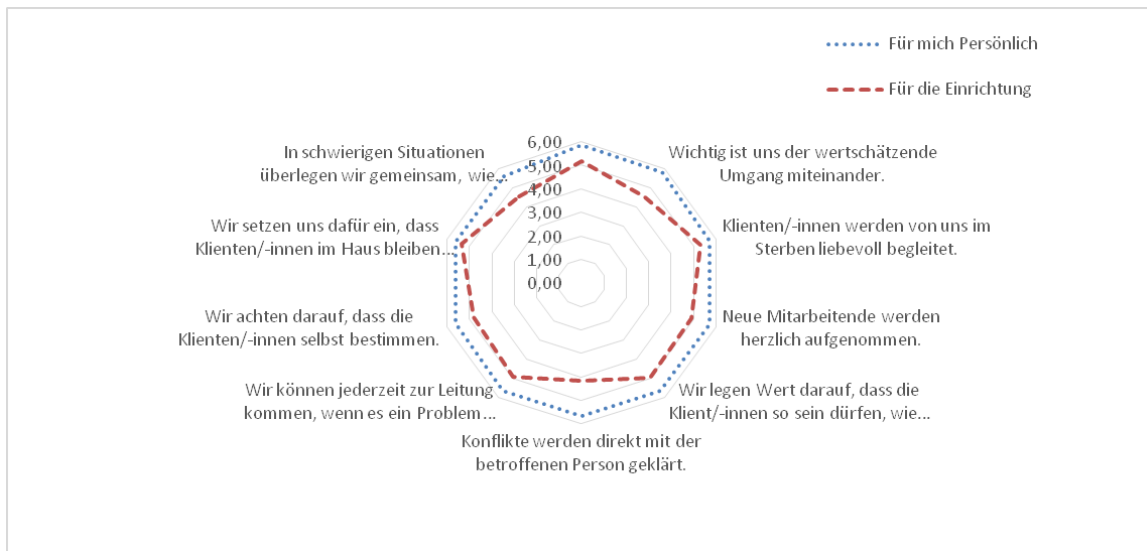 Für mich Persönlich
Für die Einrichtung
6,00
5,00
4,00
3,00
2,00
1,00
0,00
Wichtig ist uns der wertschätzende
Umgang miteinander.
Klienten/-innen werden von uns im
Sterben liebevoll begleitet.
Neue Mitarbeitende werden
herzlich aufgenommen.
Wir legen Wert darauf, dass die
Klient/-innen so sein dürfen, wie...
Konflikte werden direkt mit der
betroffenen Person geklärt.
Wir können jederzeit zur Leitung
kommen, wenn es ein Problem...
Wir achten darauf, dass die
Klienten/-innen selbst bestimmen.
Wir setzen uns dafür ein, dass
Klienten/-innen im Haus bleiben...
In schwierigen Situationen
überlegen wir gemeinsam, wie...